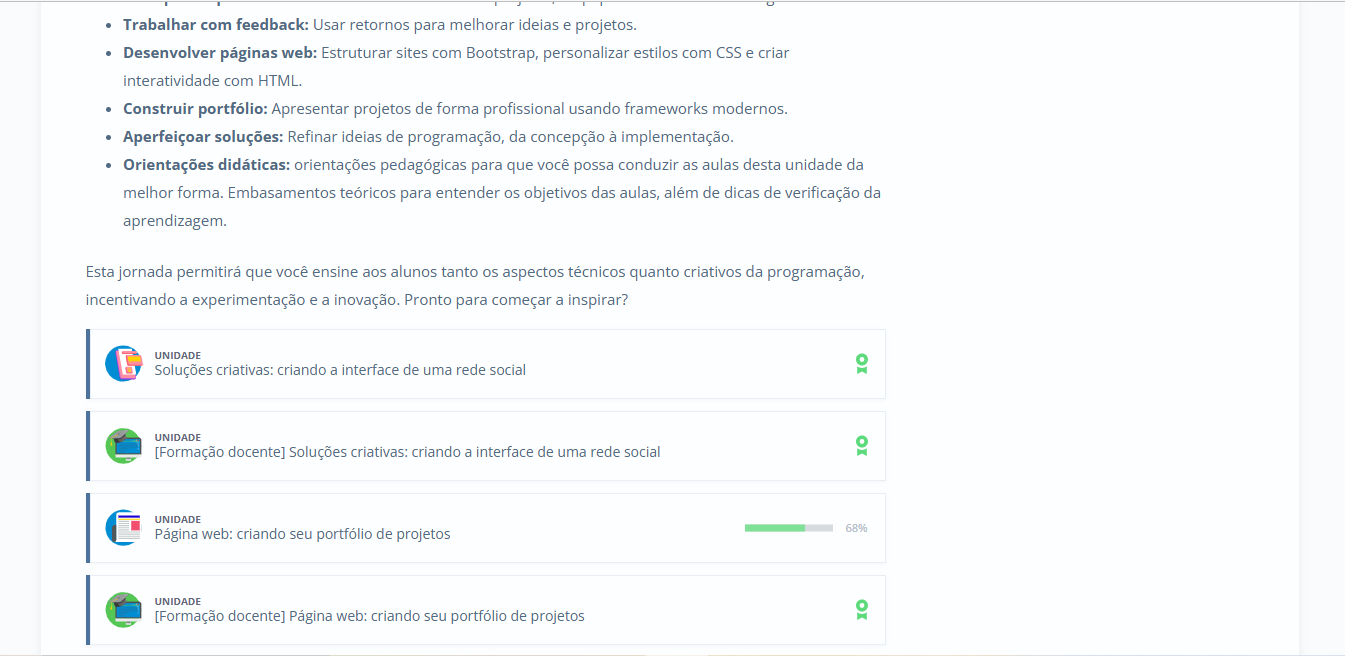 Trabalhar com feedback: Usar retornos para melhorar ideias e projetos.
Desenvolver páginas web: Estruturar sites com Bootstrap, personalizar estilos com CSS e criar
interatividade com HTML.
Construir portfólio: Apresentar projetos de forma profissional usando frameworks modernos.
Aperfeiçoar soluções: Refinar ideias de programação, da concepção à implementação.
Orientações didáticas: orientações pedagógicas para que você possa conduzir as aulas desta unidade da
melhor forma. Embasamentos teóricos para entender os objetivos das aulas, além de dicas de verificação da
aprendizagem.
Esta jornada permitirá que você ensine aos alunos tanto os aspectos técnicos quanto criativos da programação,
incentivando a experimentação e a inovação. Pronto para começar a inspirar?
UNIDADE
Soluções criativas: criando a interface de uma rede social
UNIDADE
[Formação docente] Soluções criativas: criando a interface de uma rede social
UNIDADE
Página web: criando seu portfólio de projetos
68%
UNIDADE
[Formação docente] Página web: criando seu portfólio de projetos